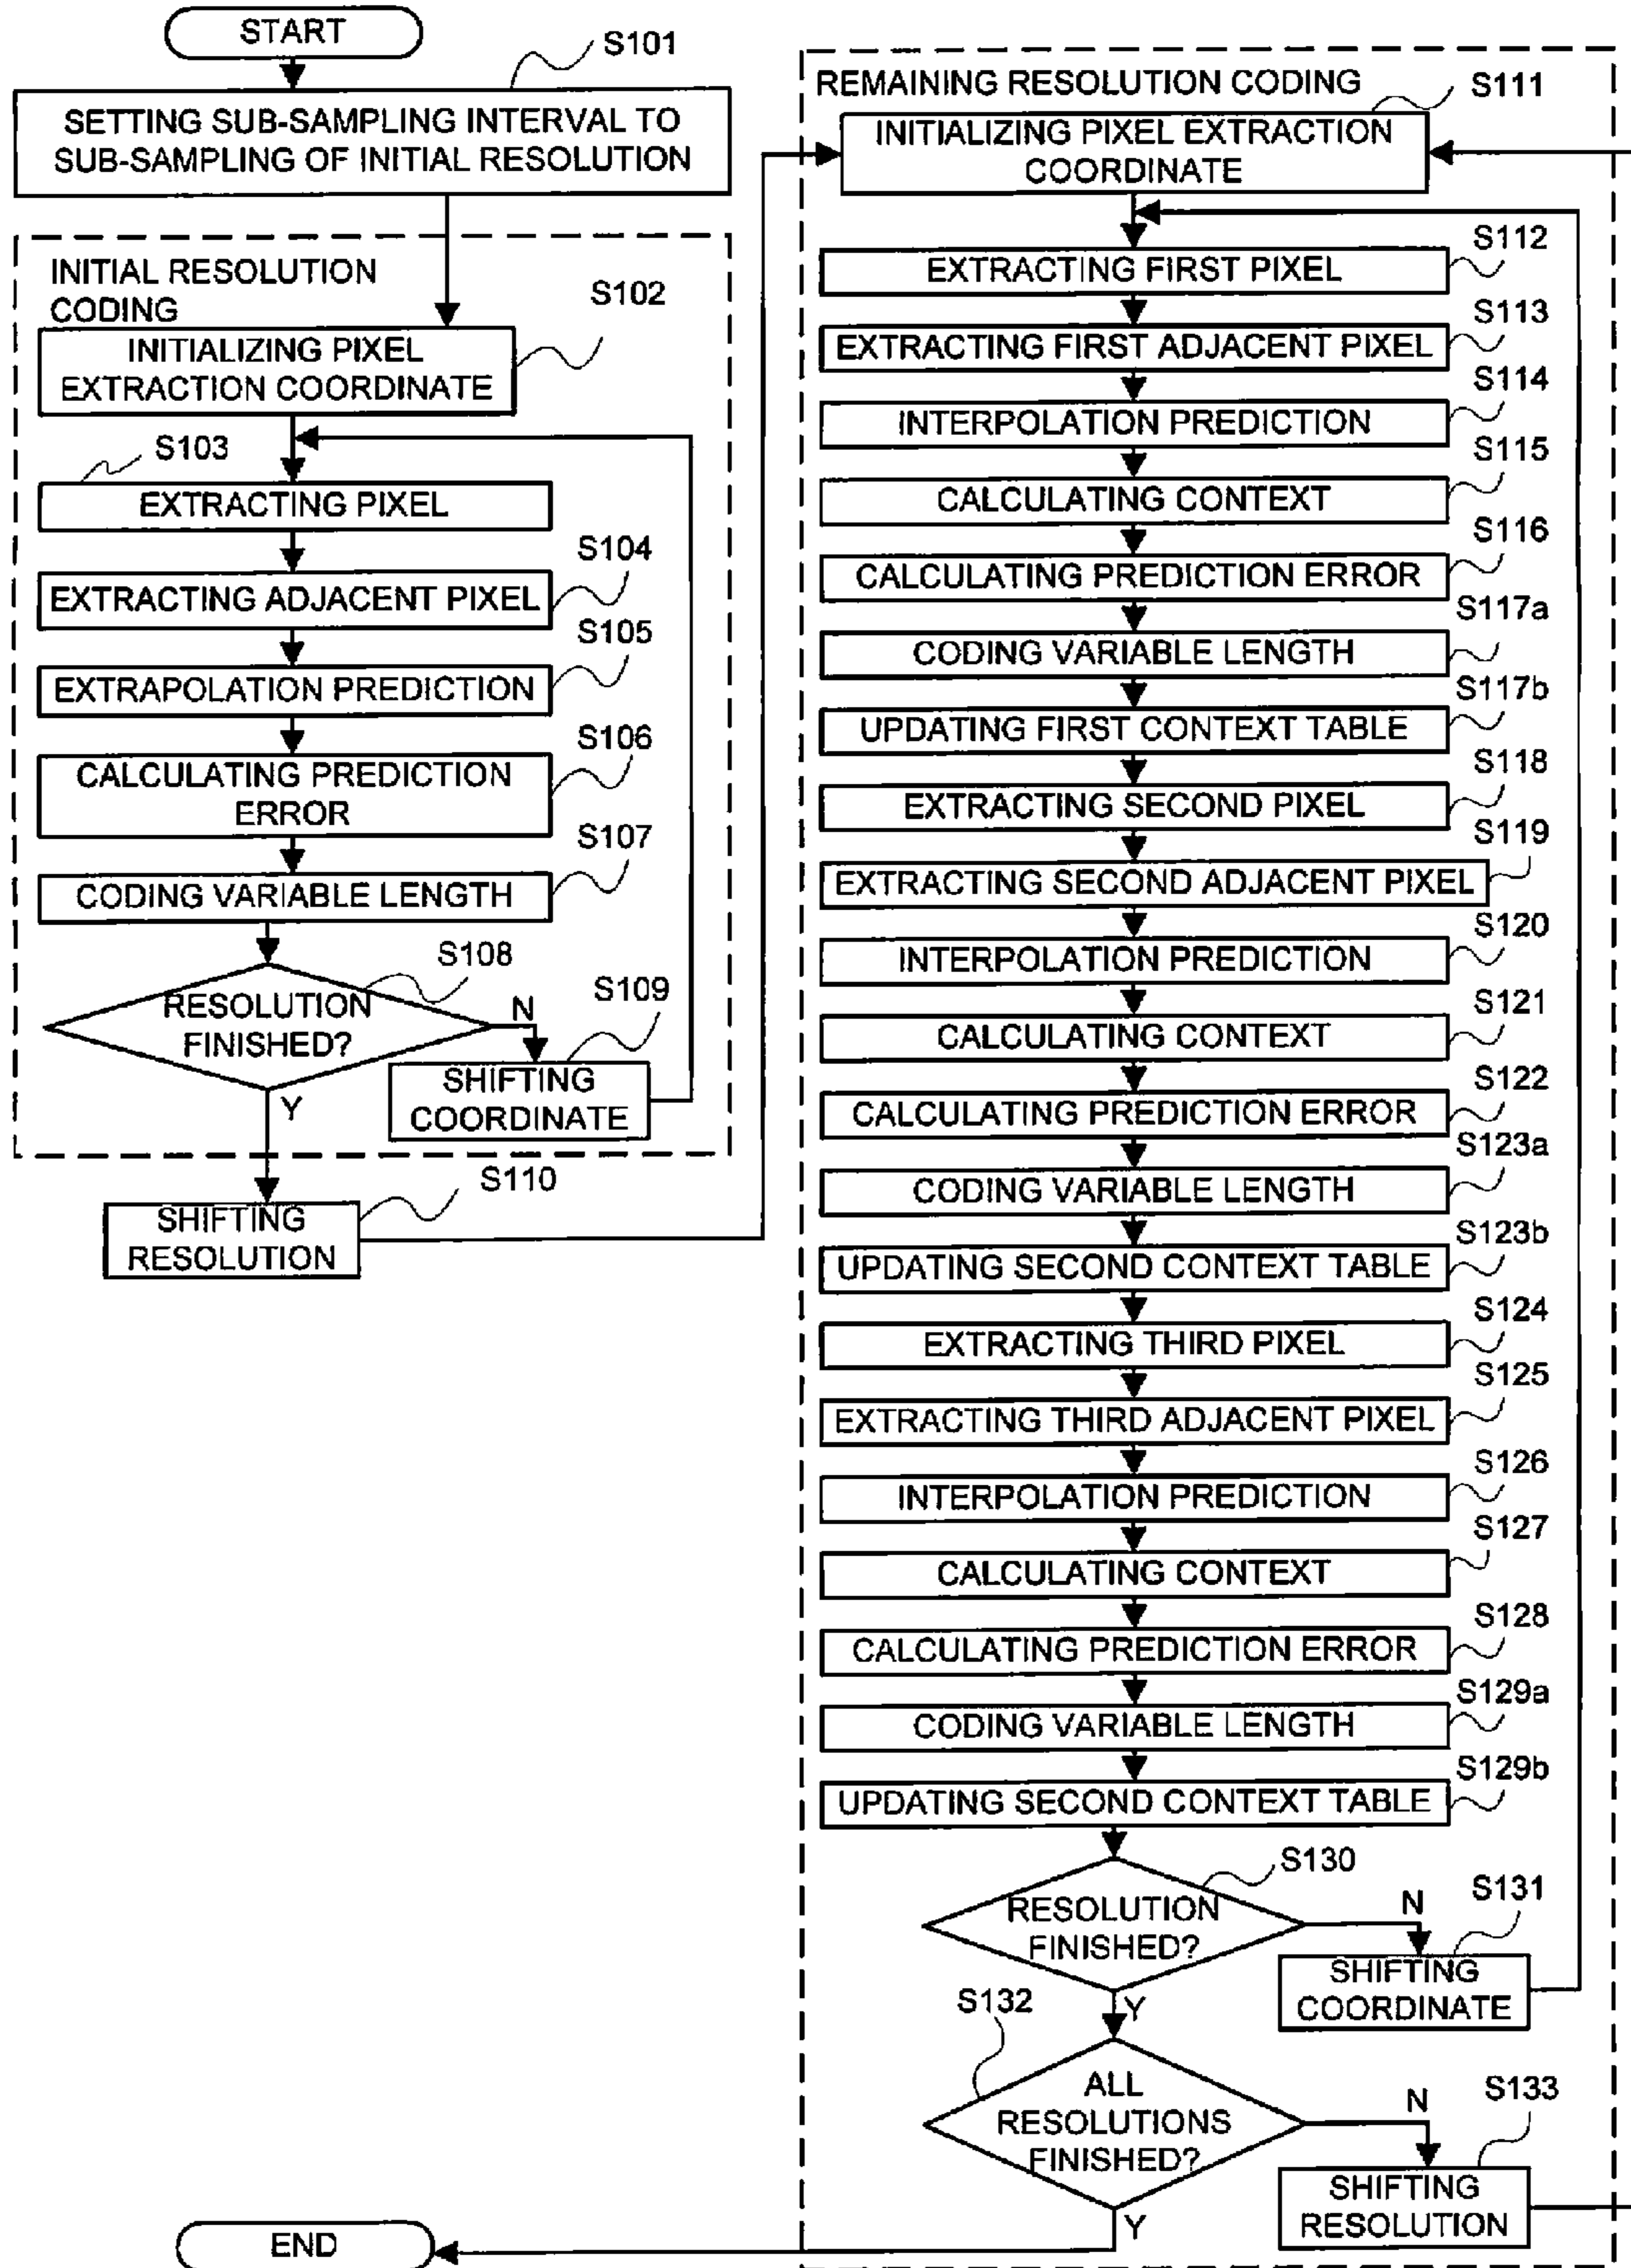 START
S101
SETTING SUB-SAMPLING INTERVAL TO
SUB-SAMPLING OF INITIAL RESOLUTION
INITIAL RESOLUTION
CODING
S102
INITIALIZING PIXEL
EXTRACTION COORDINATE
S103
EXTRACTING PIXEL
S104
EXTRACTING ADJACENT PIXEL
S105
EXTRAPOLATION PREDICTION
S106
CALCULATING PREDICTION
ERROR
S107
CODING VARIABLE LENGTH
S108
RESOLUTION
FINISHED?
N
S109
SHIFTING
COORDINATE
Y
S110
SHIFTING
RESOLUTION
REMAINING RESOLUTION CODING
S111
INITIALIZING PIXEL EXTRACTION
COORDINATE
S112
EXTRACTING FIRST PIXEL
S113
EXTRACTING FIRST ADJACENT PIXEL
S114
INTERPOLATION PREDICTION
S115
CALCULATING CONTEXT
S116
CALCULATING PREDICTION ERROR
S117a
CODING VARIABLE LENGTH
S117b
UPDATING FIRST CONTEXT TABLE
S118
EXTRACTING SECOND PIXEL
S119
EXTRACTING SECOND ADJACENT PIXEL
S120
INTERPOLATION PREDICTION
S121
CALCULATING CONTEXT
S122
CALCULATING PREDICTION ERROR
S123a
CODING VARIABLE LENGTH
S123b
UPDATING SECOND CONTEXT TABLE
S124
EXTRACTING THIRD PIXEL
S125
EXTRACTING THIRD ADJACENT PIXEL
S126
INTERPOLATION PREDICTION
S127
CALCULATING CONTEXT
S128
CALCULATING PREDICTION ERROR
S129a
CODING VARIABLE LENGTH
S129b
UPDATING SECOND CONTEXT TABLE
S130
RESOLUTION
FINISHED?
N
S131
SHIFTING
COORDINATE
Y
S132
ALL
RESOLUTIONS
FINISHED?
N
S133
SHIFTING
RESOLUTION
Y
END